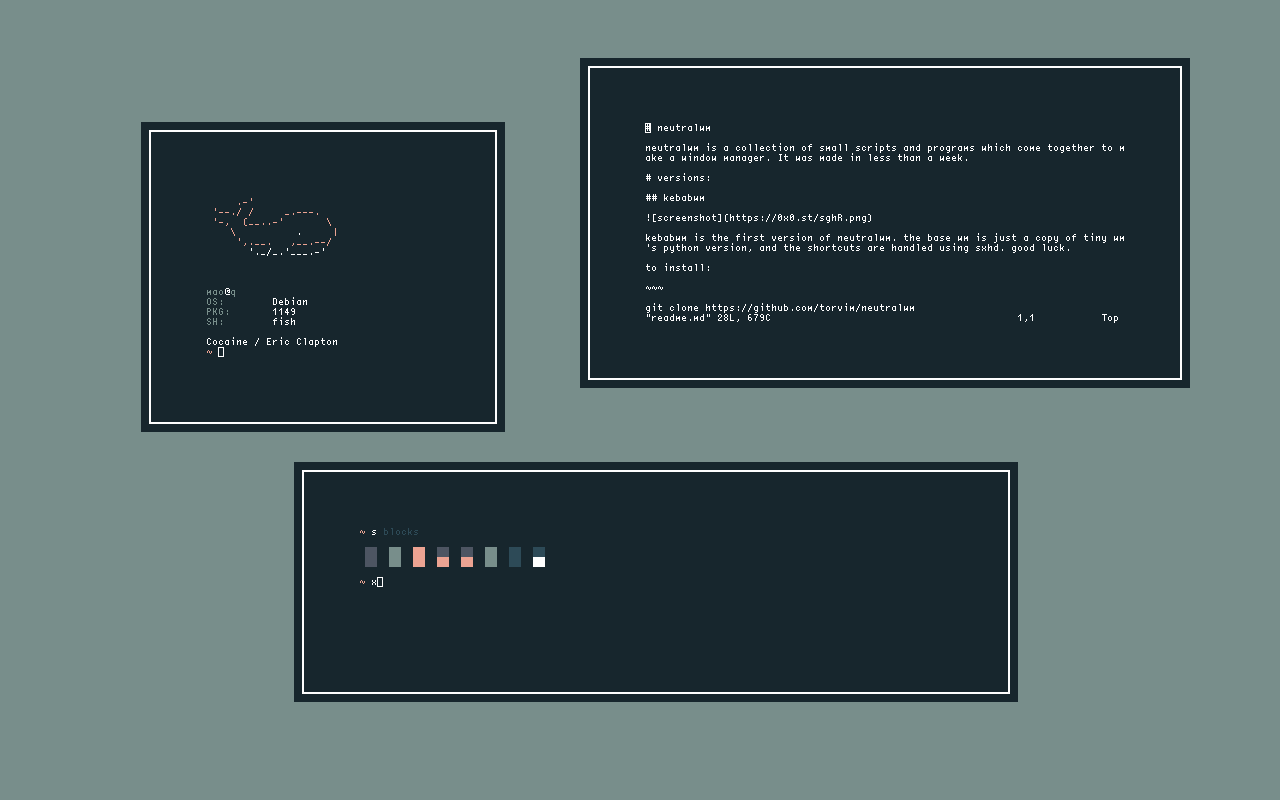 mao@q
OS: Debian
PKG: 1149
SH: fish
Cocaine / Eric Clapton
~
# neutralwm
neutralwm is a collection of small scripts and programs which come together to m
ake a window manager. It was made in less than a week.
# versions:
## kebabwm
![screenshot](https://0x0.st/sghR.png)
kebabwm is the first version of neutralwm. the base wm is just a copy of tiny wm
's python version, and the shortcuts are handled using sxhd. good luck.
to install:
~~~
git clone https://github.com/torvim/neutralwm
"readme.md" 28L, 679C 1,1 Top
~ s blocks
~ x